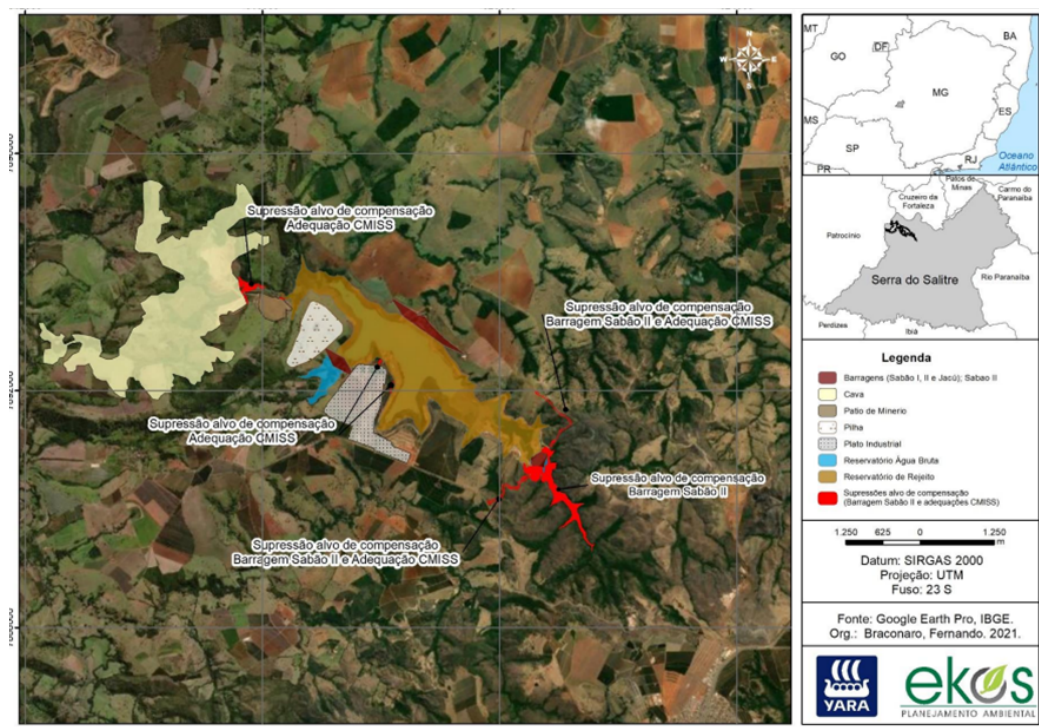 N
W E
S
7896000
Supressão alvo de compensação
Adequação CMISS
Supressão alvo de compensação
Barragem Sabão II e Adequação CMISS
7892000
Supressão alvo de compensação
Adequação CMISS
Supressão alvo de compensação
Barragem Sabão II
Supressão alvo de compensação
Barragem Sabão II e Adequação CMISS
MT
BA
DF
GO
MG
MS
ES
SP
RJ
PR
Oceano
Atlântico
Patos de
Minas
Carmo do
Paranaíba
Cruzeiro da
Fortaleza
Patrocínio
Serra do Salitre
Rio Paranaíba
Perdizes
Ibiá
Legenda
Barragens (Sabão I, II e Jacú); Sabao II
Cava
Patio de Minerio
Pilha
Plato Industrial
Reservatório Água Bruta
Reservatório de Rejeito
Supressões alvo de compensação
(Barragem Sabão II e adequações CMISS)
1.250 625 0 1.250
m
Datum: SIRGAS 2000
Projeção: UTM
Fuso: 23 S
Fonte: Google Earth Pro, IBGE.
Org.: Braconaro, Fernando. 2021.
YARA
ekos
PLANEJAMENTO AMBIENTAL